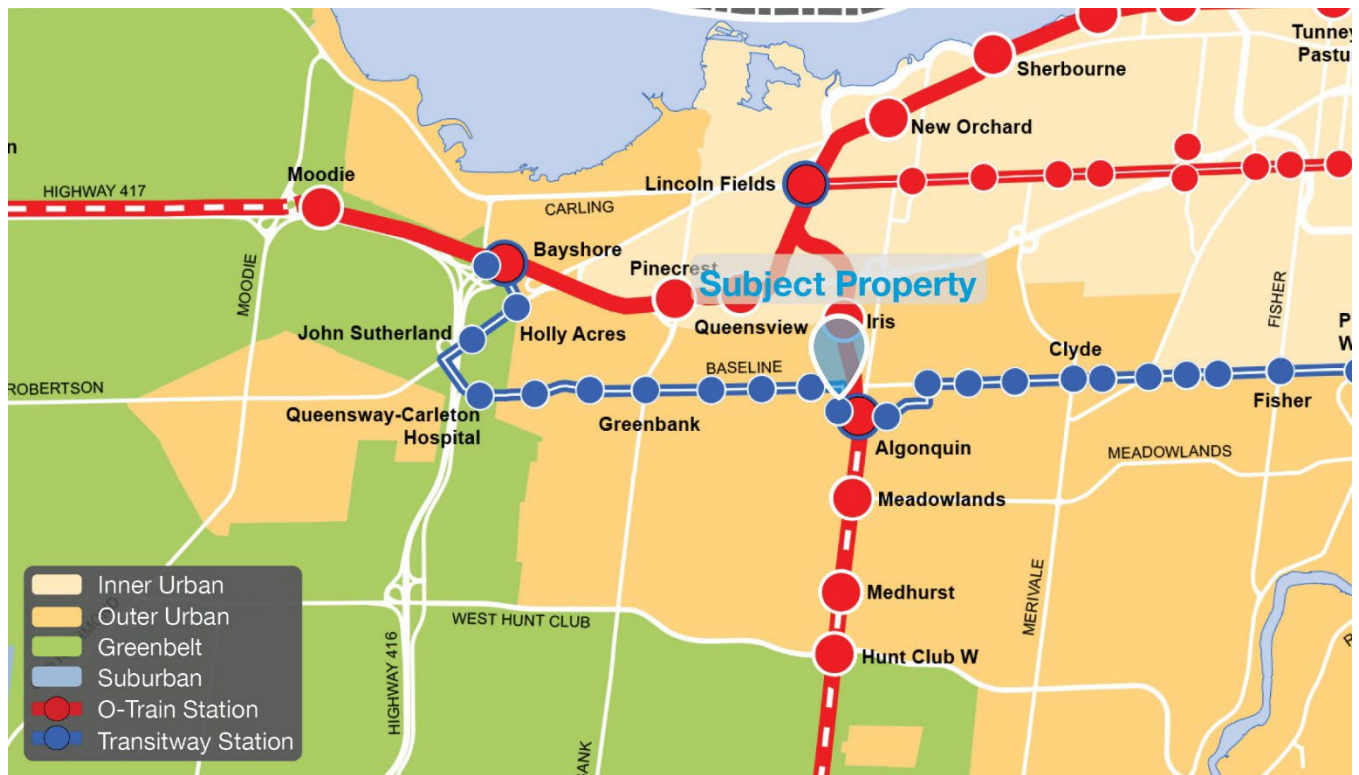 Tunney
Pastu
Sherbourne
New Orchard
n
Moodie
HIGHWAY 417
Lincoln Fields
CARLING
Bayshore
MOODIE
Pinecrest
Subject Property
FISHER
John Sutherland
Holly Acres
Queensview
Iris
Clyde
P
W
ROBERTSON
BASELINE
Queensway-Carleton
Hospital
Greenbank
Fisher
Algonquin
MEADOWLANDS
Meadowlands
Inner Urban
Outer Urban
Greenbelt
Suburban
O-Train Station
Transitway Station
Medhurst
MERIVALE
WEST HUNT CLUB
Hunt Club W
HIGHWAY 416
ANK
R